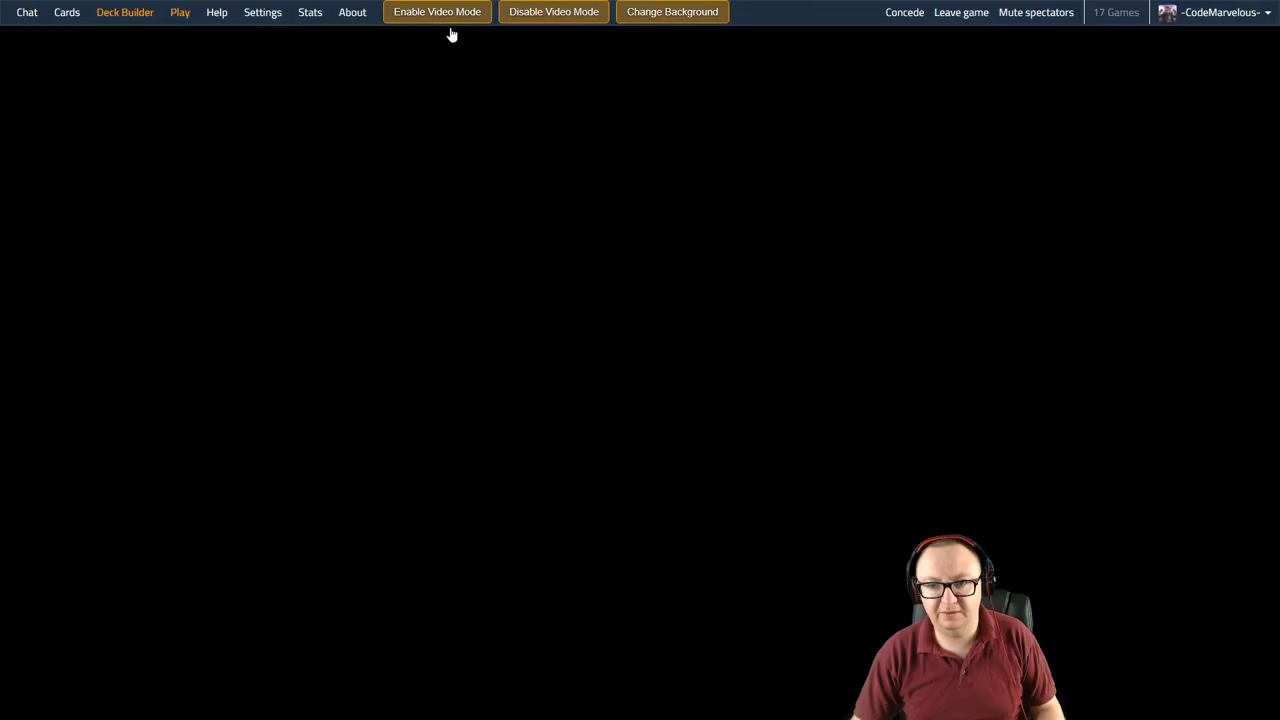 Chat Cards Deck Builder Play Help Settings Stats About Enable Video Mode Disable Video Mode Change Background Concede Leave game Mute spectators 17 Games -CodeMarvelous-